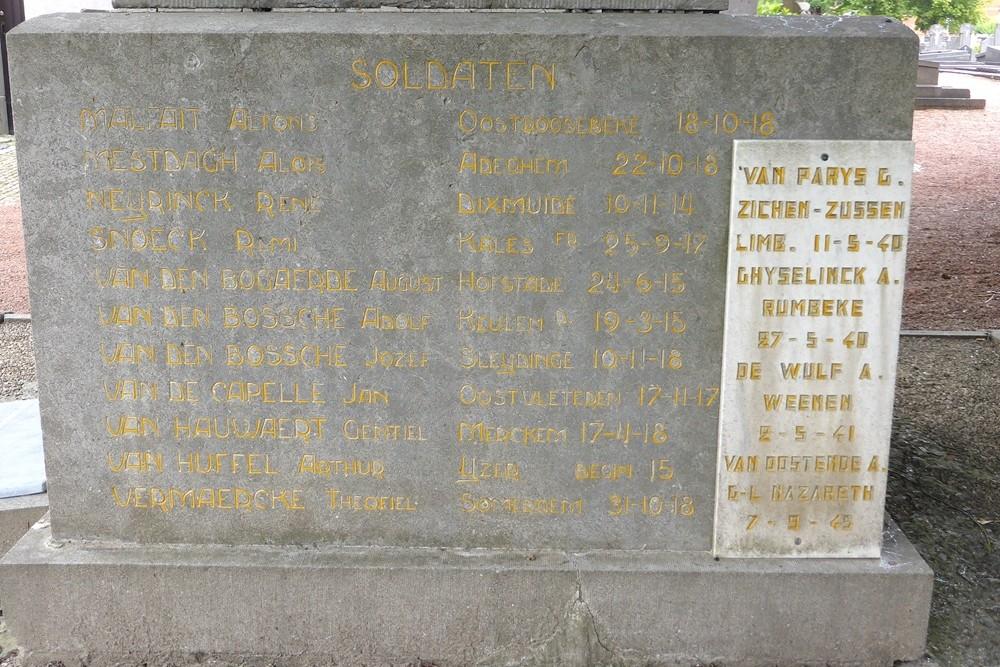 SOLDATEN
MALFAIT ALFONS OOSTROOSEBEKE 18-10-18
MESTDAGH ALOIS ADEGHEM 22-10-18
NEYRINCK RENÉ DIXMUIDE 10-11-14
SNOECK REMI KALES FR 25-9-17
VAN DEN BOGAERDE AUGUST HOFSTADE 24-6-15
VAN DEN BOSSCHE ADOLF KEULEN 19-3-15
VAN DEN BOSSCHE JOZEF SLEYDINGE 10-11-18
VAN DE CAPELLE JAN OOSTVLETEREN 17-11-17
VAN HAUWAERT GENTIEL MERCKEM 17-4-18
VAN HUFFEL ARTHUR YZER BEGIN 15
VERMAERCKE THEOFIEL SOMERGEM 31-10-18
VAN PARYS G.
ZICHEN-ZUSSEN
LIMB. 11-5-40
GHYSELINCK A.
RUMBEKE
27-5-40
DE WULF A.
WEENEN
2-5-41
VAN OOSTENDE A.
G-L NAZARETH
7-9-45